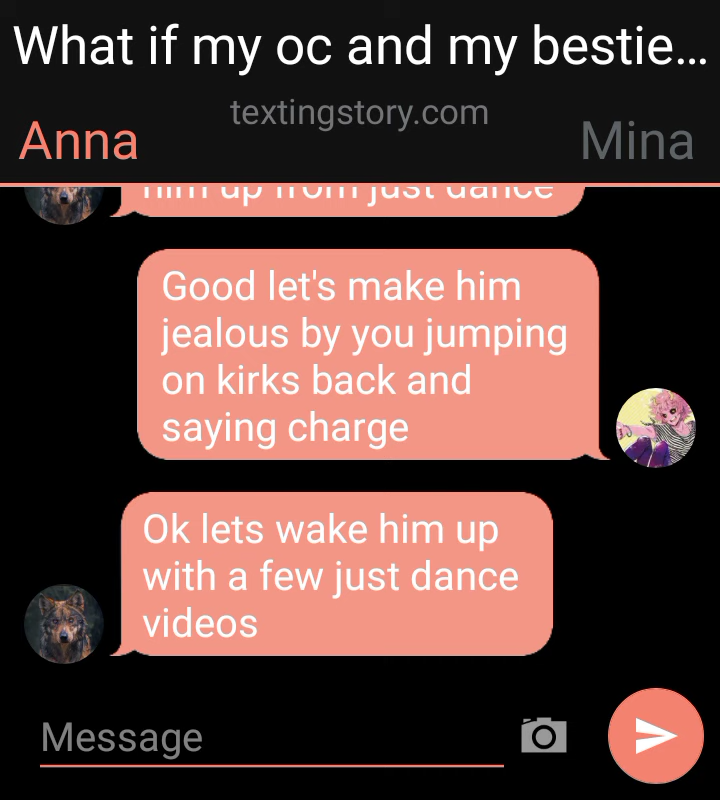 What if my oc and my bestie...
textingstory.com
Anna
Mina
him up from just dance
Good let's make him
jealous by you jumping
on kirks back and
saying charge
Ok lets wake him up
with a few just dance
videos
Message